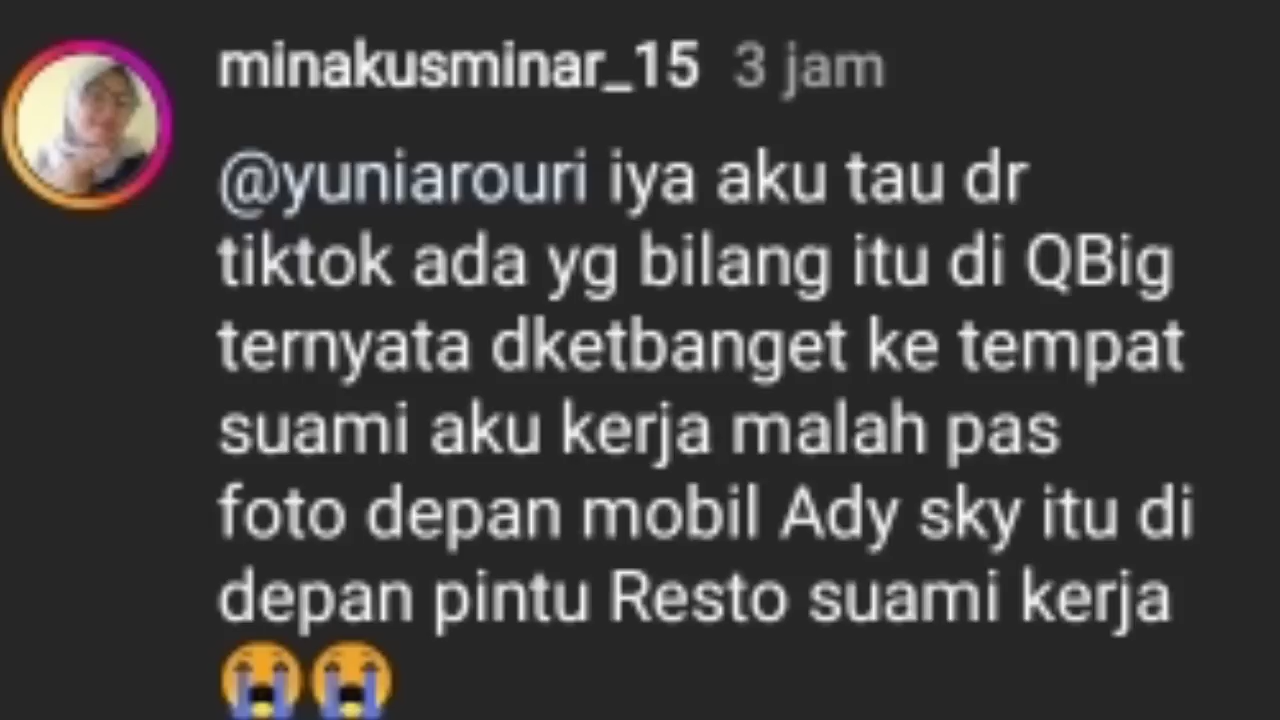 minakusminar_15 3 jam
@yuniarouri iya aku tau dr
tiktok ada yg bilang itu di QBig
ternyata dketbanget ke tempat
suami aku kerja malah pas
foto depan mobil Ady sky itu di
depan pintu Resto suami kerja
😭😭